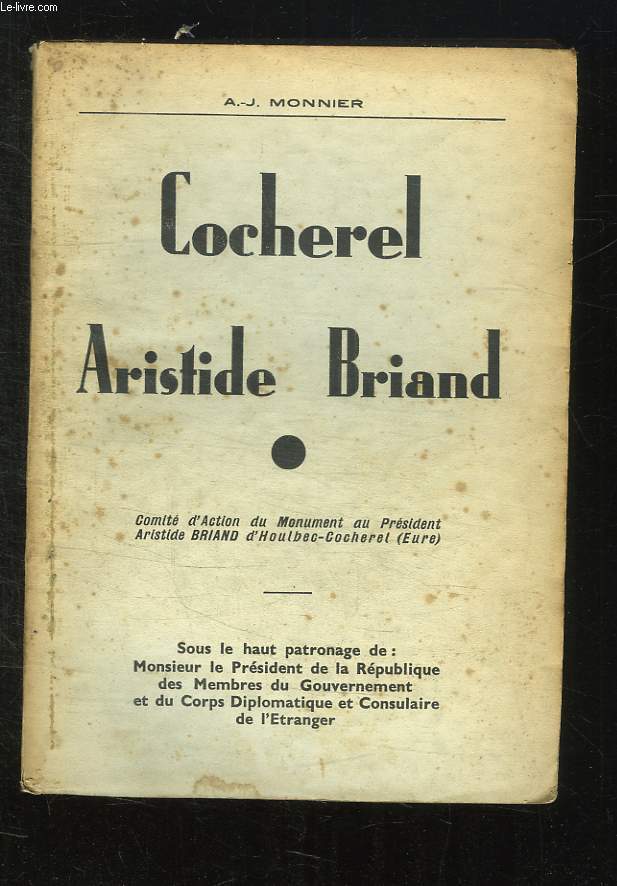 Le-livre.com
A.-J. MONNIER
Cocherel
Aristide Briand
Comité d'Action du Monument au Président
Aristide BRIAND d'Houlbec-Cocherel (Eure)
Sous le haut patronage de :
Monsieur le Président de la République
des Membres du Gouvernement
et du Corps Diplomatique et Consulaire
de l'Etranger